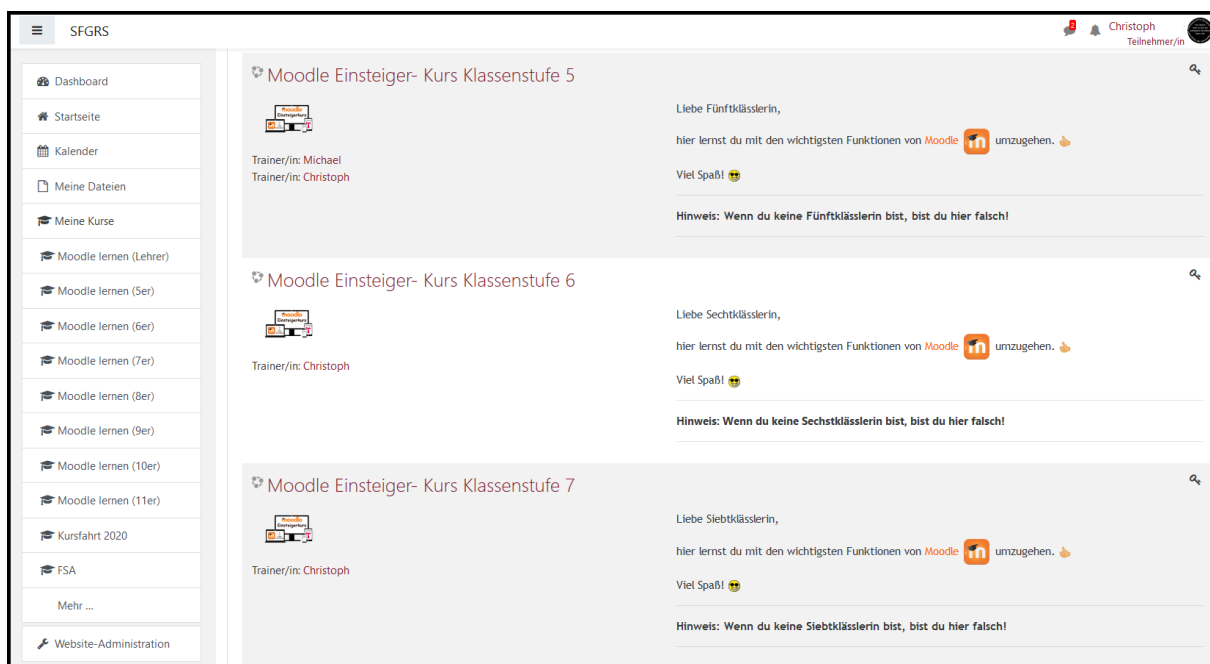 SFGRS
2
Christoph
Teilnehmer/in
Dashboard
Startseite
Kalender
Meine Dateien
Meine Kurse
Moodle lernen (Lehrer)
Moodle lernen (5er)
Moodle lernen (6er)
Moodle lernen (7er)
Moodle lernen (8er)
Moodle lernen (9er)
Moodle lernen (10er)
Moodle lernen (11er)
Kursfahrt 2020
FSA
Mehr ...
Website-Administration
Moodle Einsteiger- Kurs Klassenstufe 5
Moodle
Einsteigerkurs
Trainer/in: Michael
Trainer/in: Christoph
Liebe Fünftklässlerin,
hier lernst du mit den wichtigsten Funktionen von Moodle m umzugehen.
Viel Spaß!
Hinweis: Wenn du keine Fünftklässlerin bist, bist du hier falsch!
Moodle Einsteiger- Kurs Klassenstufe 6
Moodle
Einsteigerkurs
Trainer/in: Christoph
Liebe Sechtklässlerin,
hier lernst du mit den wichtigsten Funktionen von Moodle m umzugehen.
Viel Spaß!
Hinweis: Wenn du keine Sechstklässlerin bist, bist du hier falsch!
Moodle Einsteiger- Kurs Klassenstufe 7
Moodle
Einsteigerkurs
Trainer/in: Christoph
Liebe Siebtklässlerin,
hier lernst du mit den wichtigsten Funktionen von Moodle m umzugehen.
Viel Spaß!
Hinweis: Wenn du keine Siebtklässlerin bist, bist du hier falsch!